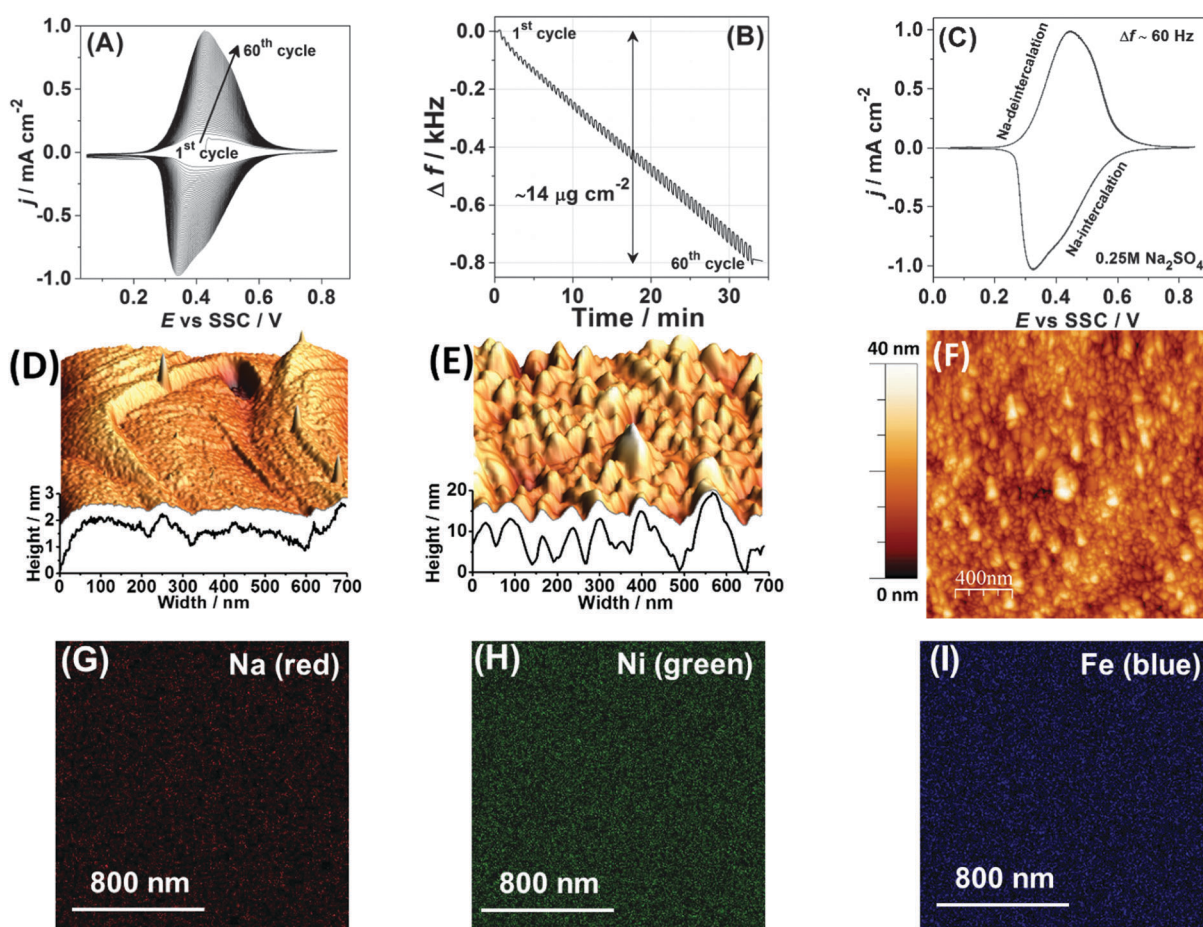 (A)
60th cycle
1st cycle
1.0
0.5
0.0
-0.5
-1.0
j / mA cm-2
0.2 0.4 0.6 0.8
E vs SSC / V
(B)
1st cycle
~14 µg cm-2
60th cycle
0.0
-0.2
-0.4
-0.6
-0.8
Δ f / kHz
0 10 20 30
Time / min
(C)
Δf ~ 60 Hz
Na-deintercalation
Na-intercalation
0.25M Na2SO4
1.0
0.5
0.0
-0.5
-1.0
j / mA cm-2
0.0 0.2 0.4 0.6 0.8
E vs SSC / V
(D)
3
2
1
0
Height / nm
0 100 200 300 400 500 600 700
Width / nm
(E)
20
10
0
Height / nm
0 100 200 300 400 500 600 700
Width / nm
40 nm
0 nm
(F)
400nm
(G)
Na (red)
800 nm
(H)
Ni (green)
800 nm
(I)
Fe (blue)
800 nm